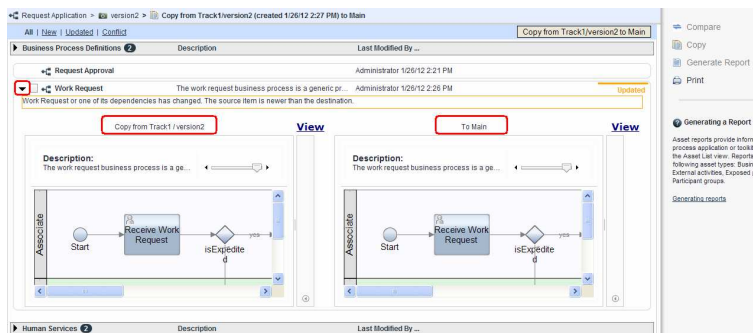 Request Application > version2 > Copy from Track1/version2 (created 1/26/12 2:27 PM) to Main
All | New | Updated | Conflict
Copy from Track1/version2 to Main
Business Process Definitions 2 Description Last Modified By ...
Request Approval Administrator 1/26/12 2:21 PM
Work Request The work request business process is a generic pr... Administrator 1/26/12 2:26 PM Updated
Work Request or one of its dependencies has changed. The source item is newer than the destination.
Copy from Track1 / version2
View
To Main
View
Description:
The work request business process is a ge...
Description:
The work request business process is a ge...
Associate
Start
Receive Work
Request
isExpedite
d
yes
Associate
Start
Receive Work
Request
isExpedite
d
yes
Human Services 2 Description Last Modified By ...
Compare
Copy
Generate Report
Print
Generating a Report
Asset reports provide inform
process application or toolkit
the Asset List view. Reports
following asset types: Busin
External activities, Exposed
Participant groups.
Generating reports